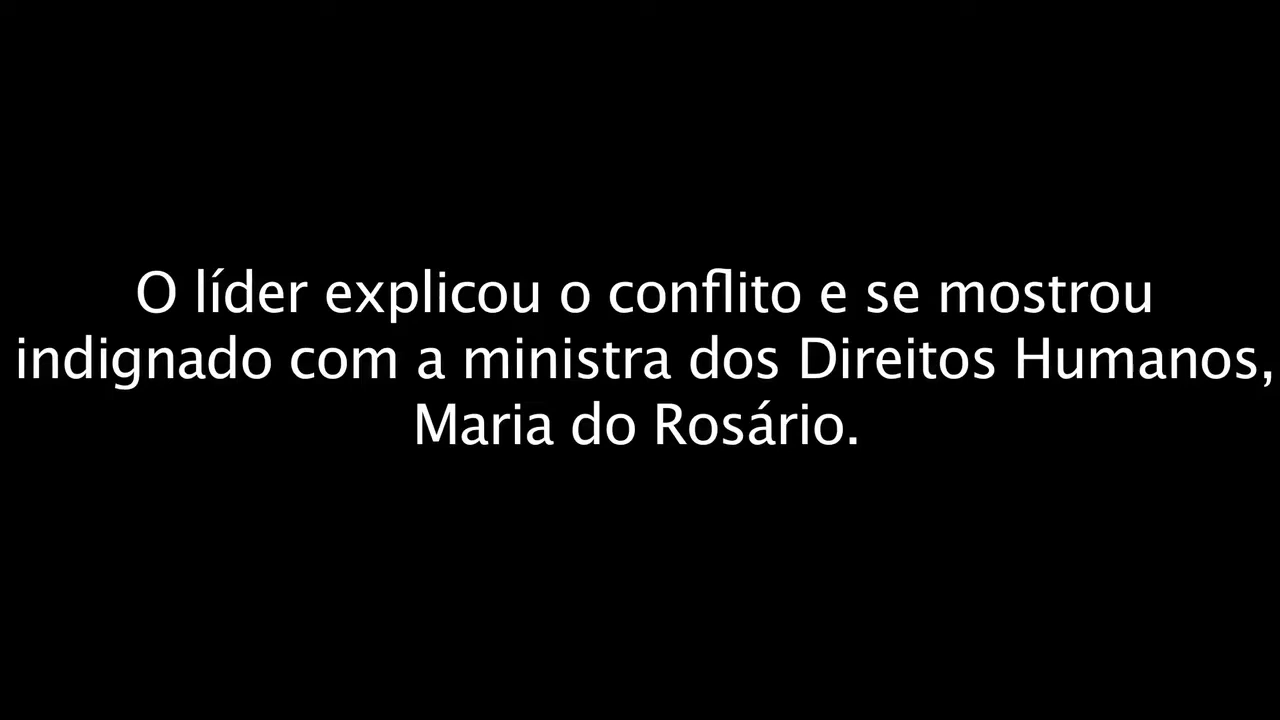 O líder explicou o conflito e se mostrou
indignado com a ministra dos Direitos Humanos,
Maria do Rosário.